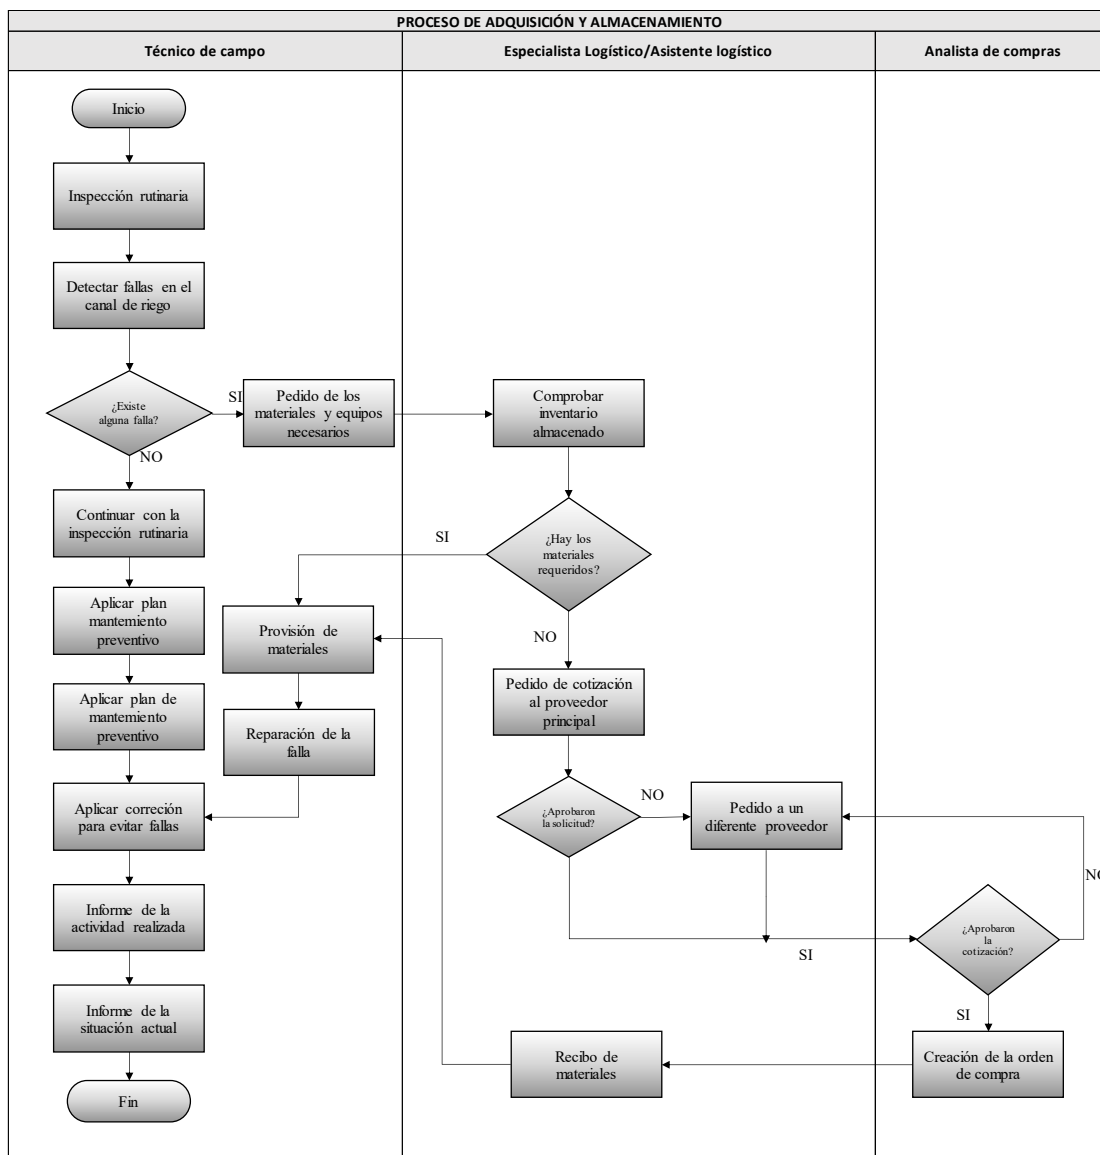 PROCESO DE ADQUISICIÓN Y ALMACENAMIENTO
Técnico de campo
Especialista Logístico/Asistente logístico
Analista de compras
Inicio
Inspección rutinaria
Detectar fallas en el
canal de riego
¿Existe
alguna falla?
SI
Pedido de los
materiales y equipos
necesarios
Comprobar
inventario
almacenado
NO
Continuar con la
inspección rutinaria
SI
¿Hay los
materiales
requeridos?
Aplicar plan
mantemiento
preventivo
Provisión de
materiales
NO
Pedido de cotización
al proveedor
principal
Aplicar plan de
mantemiento
preventivo
Reparación de la
falla
Aplicar correción
para evitar fallas
¿Aprobaron
la solicitud?
NO
Pedido a un
diferente proveedor
NO
Informe de la
actividad realizada
SI
¿Aprobaron
la
cotización?
Informe de la
situación actual
SI
Recibo de
materiales
Creación de la orden
de compra
Fin